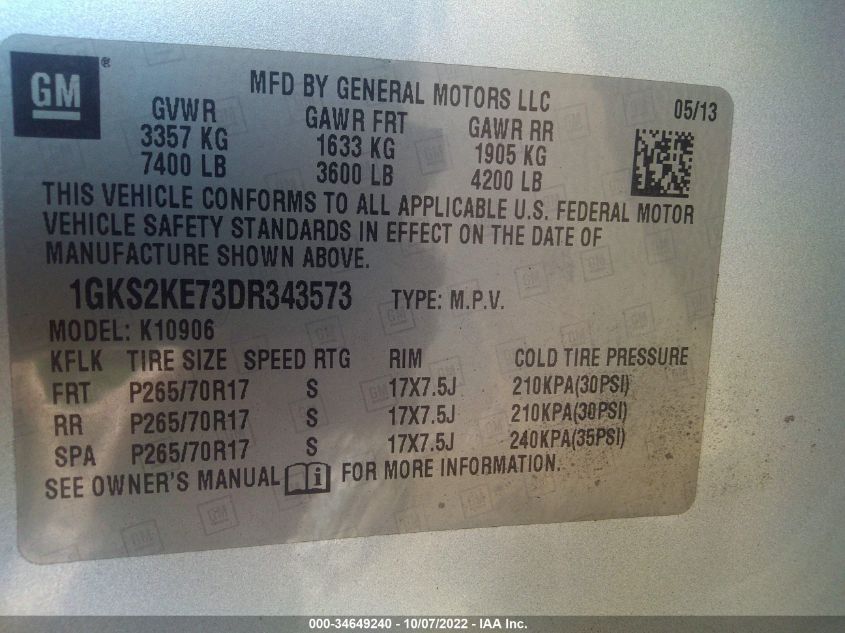 GM ®
MFD BY GENERAL MOTORS LLC
05/13
GVWR GAWR FRT GAWR RR
3357 KG 1633 KG 1905 KG
7400 LB 3600 LB 4200 LB
THIS VEHICLE CONFORMS TO ALL APPLICABLE U.S. FEDERAL MOTOR
VEHICLE SAFETY STANDARDS IN EFFECT ON THE DATE OF
MANUFACTURE SHOWN ABOVE.
1GKS2KE73DR343573 TYPE: M.P.V.
MODEL: K10906
KFLK TIRE SIZE SPEED RTG RIM COLD TIRE PRESSURE
FRT P265/70R17 S 17X7.5J 210KPA(30PSI)
RR P265/70R17 S 17X7.5J 210KPA(30PSI)
SPA P265/70R17 S 17X7.5J 240KPA(35PSI)
SEE OWNER'S MANUAL i FOR MORE INFORMATION.
000-34649240 - 10/07/2022 - IAA Inc.